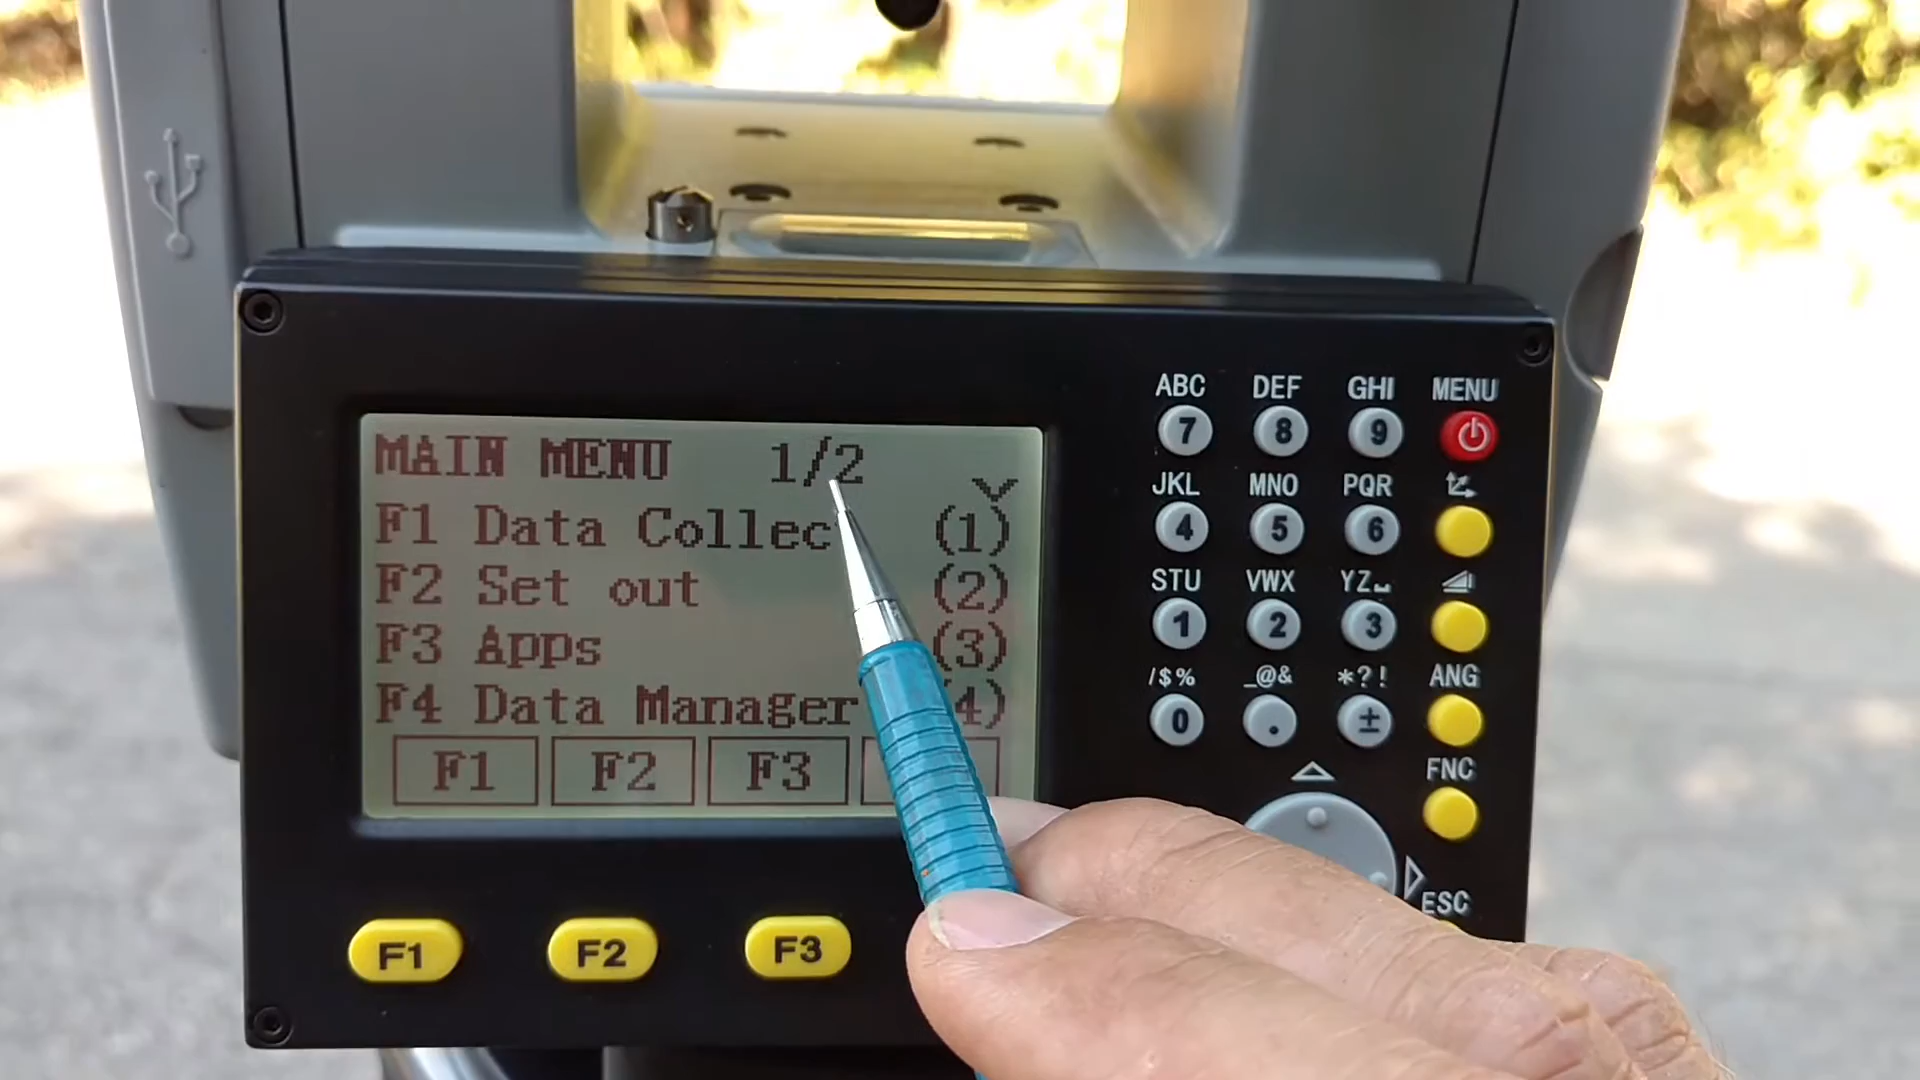 MAIN MENU 1/2
F1 Data Collec (1)
F2 Set out (2)
F3 Apps (3)
F4 Data Manager (4)
F1 F2 F3
F1 F2 F3
ABC DEF GHI MENU
7 8 9
JKL MNO PQR
4 5 6
STU VWX YZ␣
1 2 3
/$% _@& *?! ANG
0 . ±
FNC
ESC